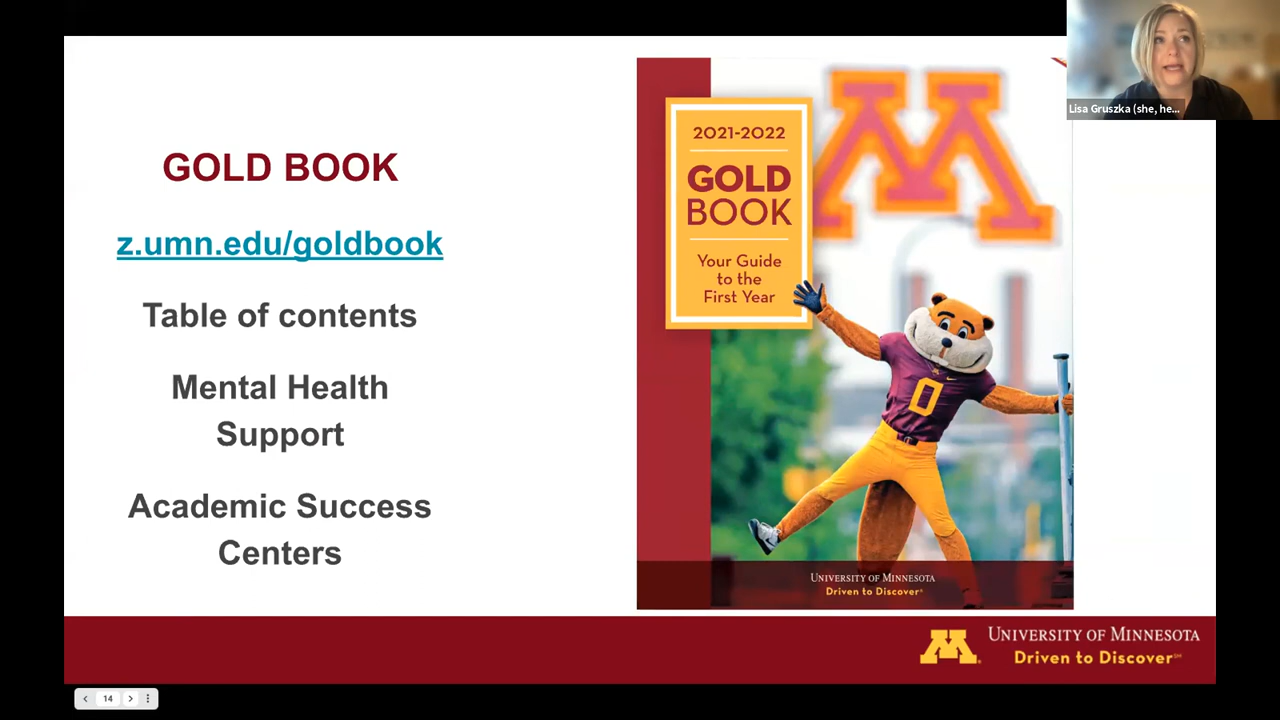 GOLD BOOK
z.umn.edu/goldbook
Table of contents
Mental Health
Support
Academic Success
Centers
2021-2022
GOLD
BOOK
Your Guide
to the
First Year
M
0
UNIVERSITY OF MINNESOTA
Driven to Discover®
Lisa Gruszka (she, he...
M
UNIVERSITY OF MINNESOTA
Driven to Discover℠
14